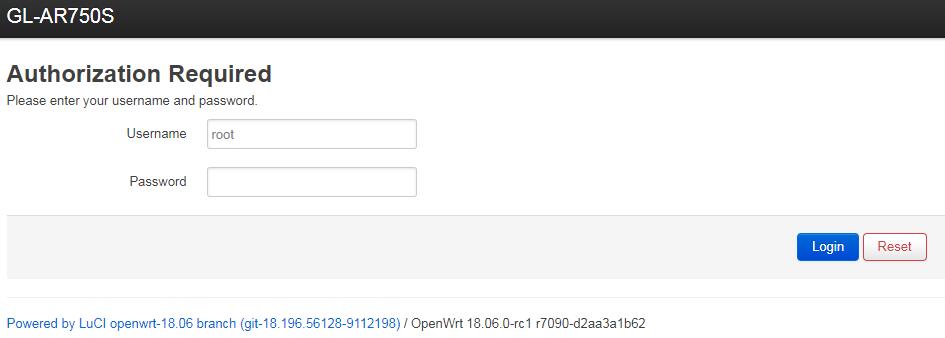 GL-AR750S
Authorization Required
Please enter your username and password.
Username root
Password
Login Reset
Powered by LuCI openwrt-18.06 branch (git-18.196.56128-9112198) / OpenWrt 18.06.0-rc1 r7090-d2aa3a1b62